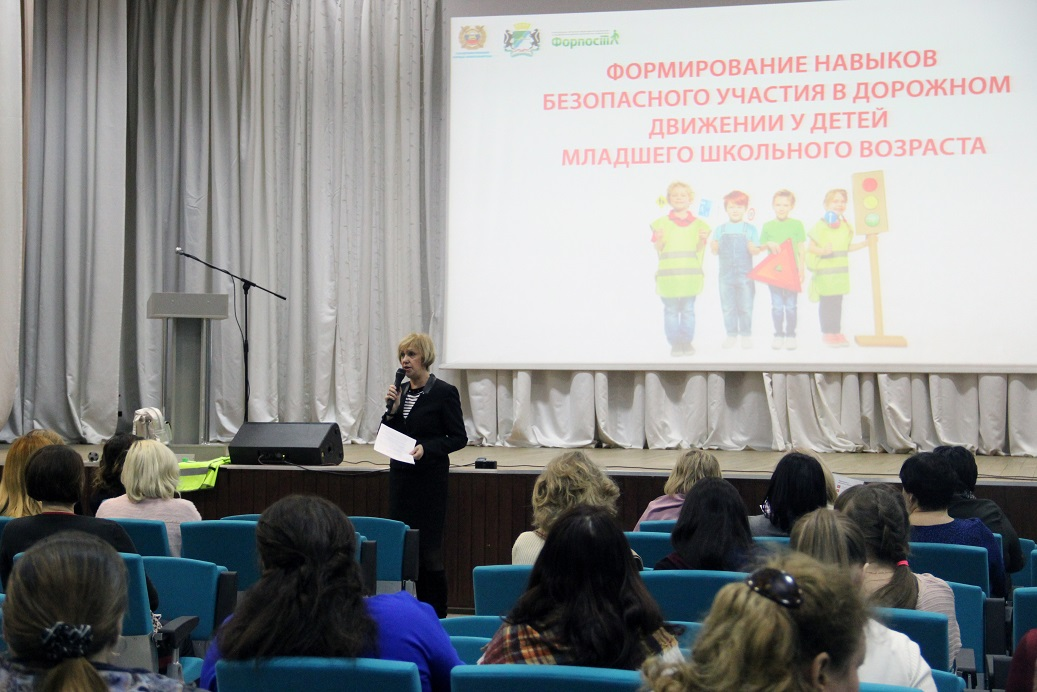 Форпост
ФОРМИРОВАНИЕ НАВЫКОВ
БЕЗОПАСНОГО УЧАСТИЯ В ДОРОЖНОМ
ДВИЖЕНИИ У ДЕТЕЙ
МЛАДШЕГО ШКОЛЬНОГО ВОЗРАСТА